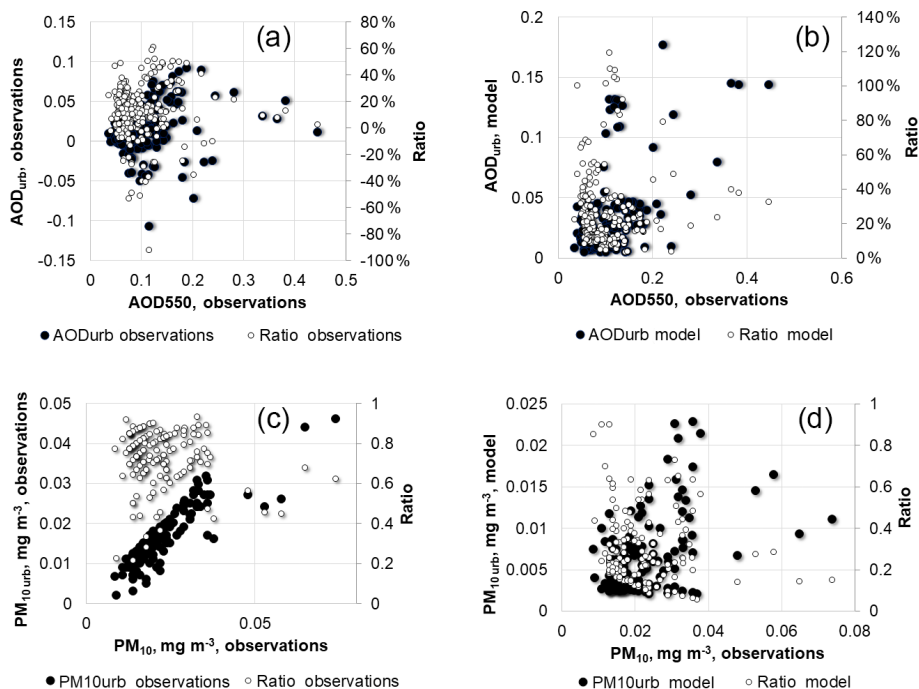 (a)
0.15
0.1
0.05
0
-0.05
-0.1
-0.15
AODurb, observations
80 %
60 %
40 %
20 %
0 %
-20 %
-40 %
-60 %
-80 %
-100 %
Ratio
0 0.1 0.2 0.3 0.4 0.5
AOD550, observations
AODurb observations Ratio observations
(b)
0.2
0.15
0.1
0.05
0
AODurb, model
140 %
120 %
100 %
80 %
60 %
40 %
20 %
0 %
Ratio
0 0.2 0.4 0.6
AOD550, observations
AODurb model Ratio model
(c)
0.05
0.04
0.03
0.02
0.01
0
PM10urb, mg m-3, observations
1
0.8
0.6
0.4
0.2
0
Ratio
0 0.05
PM10, mg m-3, observations
PM10urb observations Ratio observations
(d)
0.025
0.02
0.015
0.01
0.005
0
PM10urb, mg m-3, model
1
0.8
0.6
0.4
0.2
0
Ratio
0 0.02 0.04 0.06 0.08
PM10, mg m-3, observations
PM10urb model Ratio model